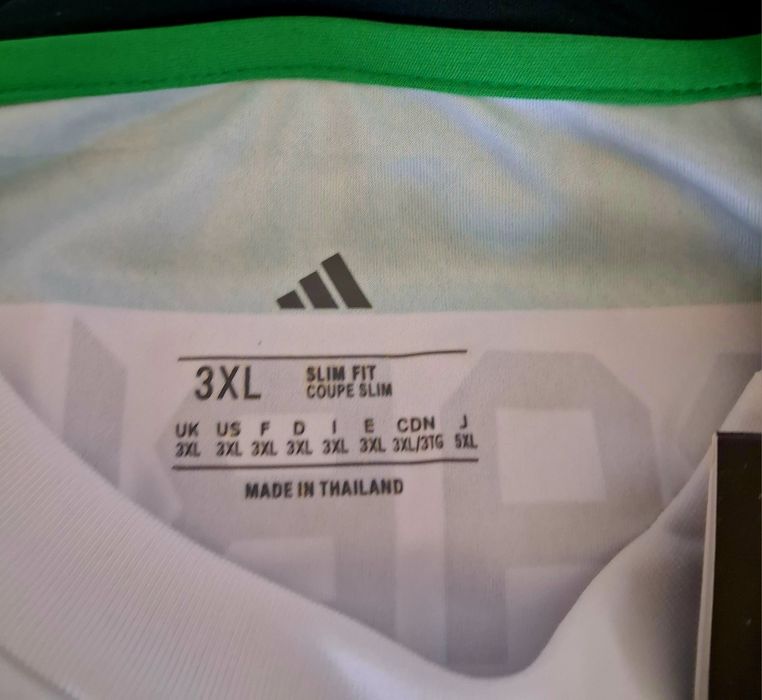 3XL SLIM FIT
COUPE SLIM
UK US F D I E CDN J
3XL 3XL 3XL 3XL 3XL 3XL 3XL/3TG 5XL
MADE IN THAILAND